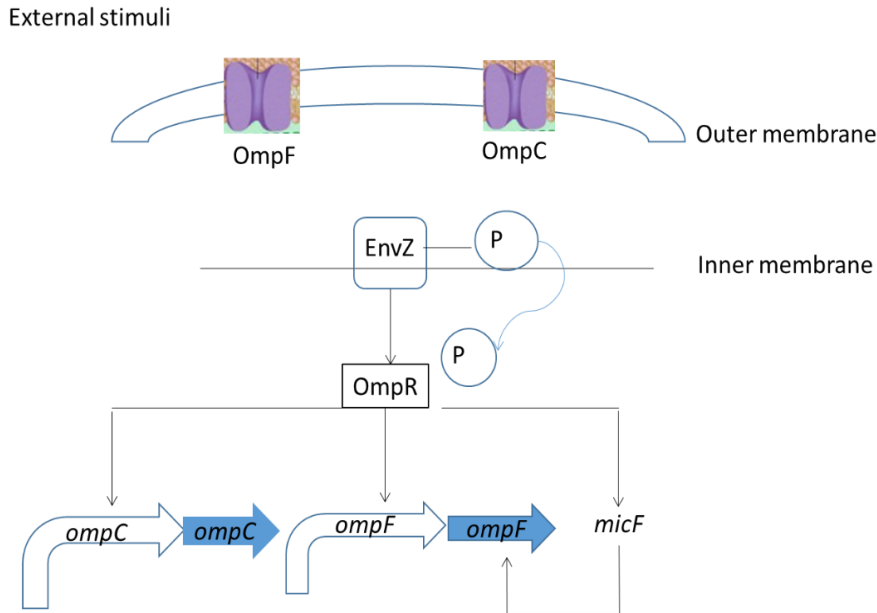 External stimuli
OmpF
OmpC
Outer membrane
EnvZ
P
Inner membrane
P
OmpR
ompC
ompC
ompF
ompF
micF